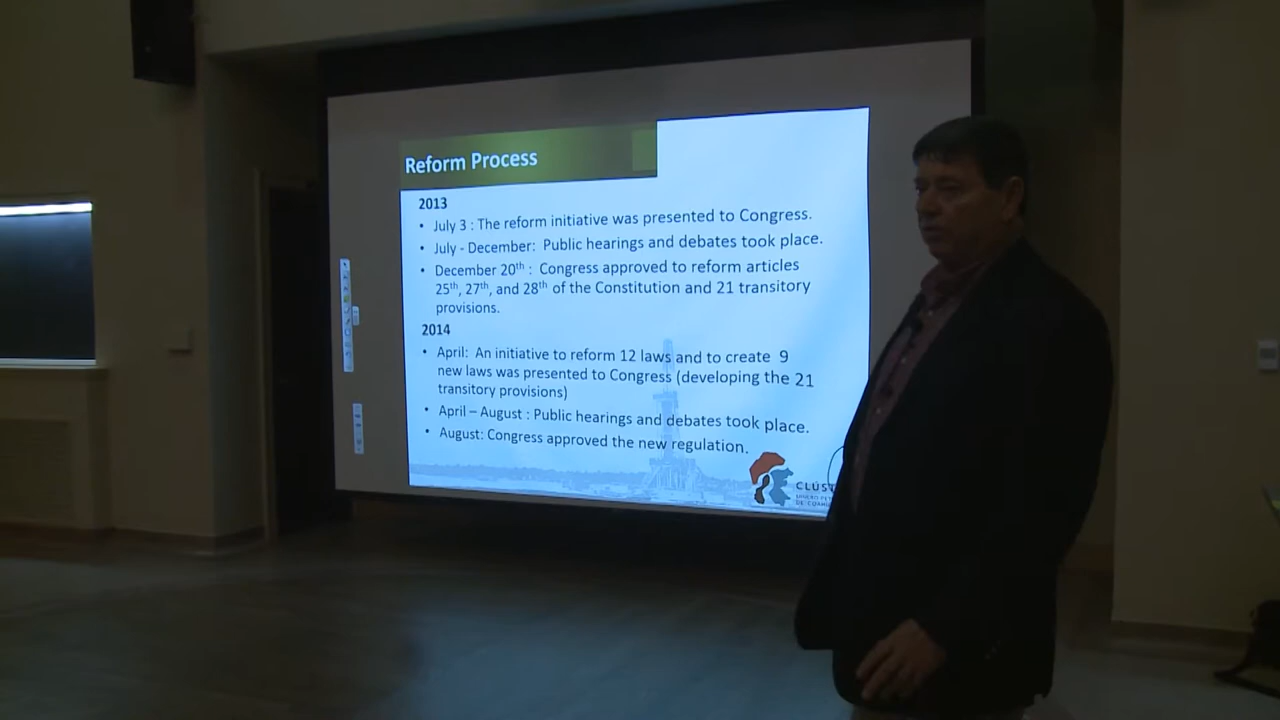 Reform Process
2013
• July 3 : The reform initiative was presented to Congress.
• July - December: Public hearings and debates took place.
• December 20th : Congress approved to reform articles
25th, 27th, and 28th of the Constitution and 21 transitory
provisions.
2014
• April: An initiative to reform 12 laws and to create 9
new laws was presented to Congress (developing the 21
transitory provisions)
• April – August : Public hearings and debates took place.
• August: Congress approved the new regulation.
CLÚST